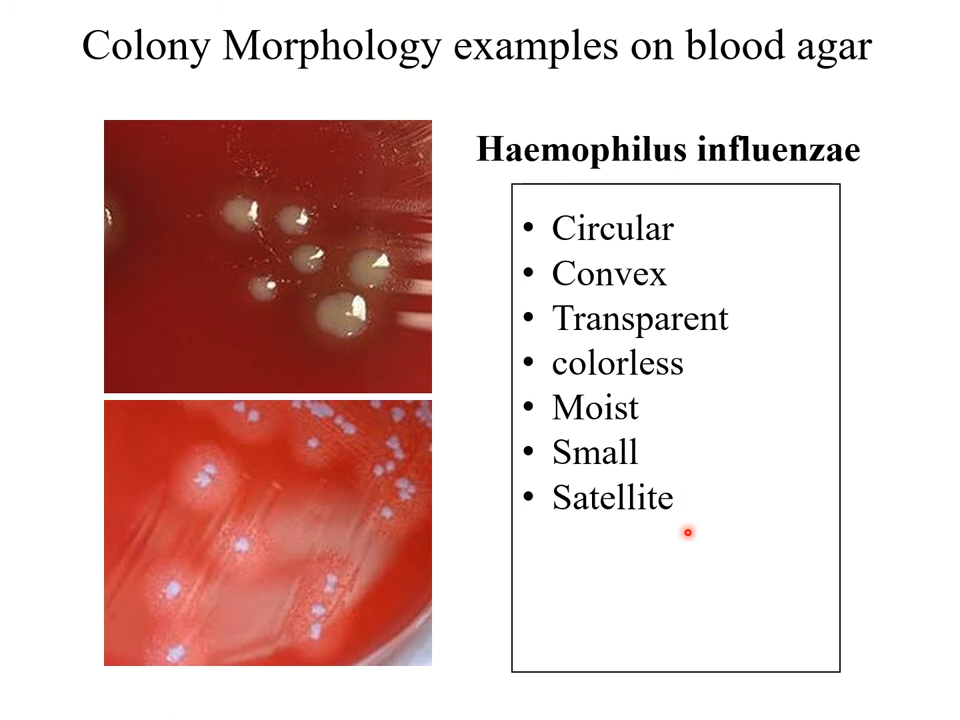 Colony Morphology examples on blood agar
Haemophilus influenzae
• Circular
• Convex
• Transparent
• colorless
• Moist
• Small
• Satellite